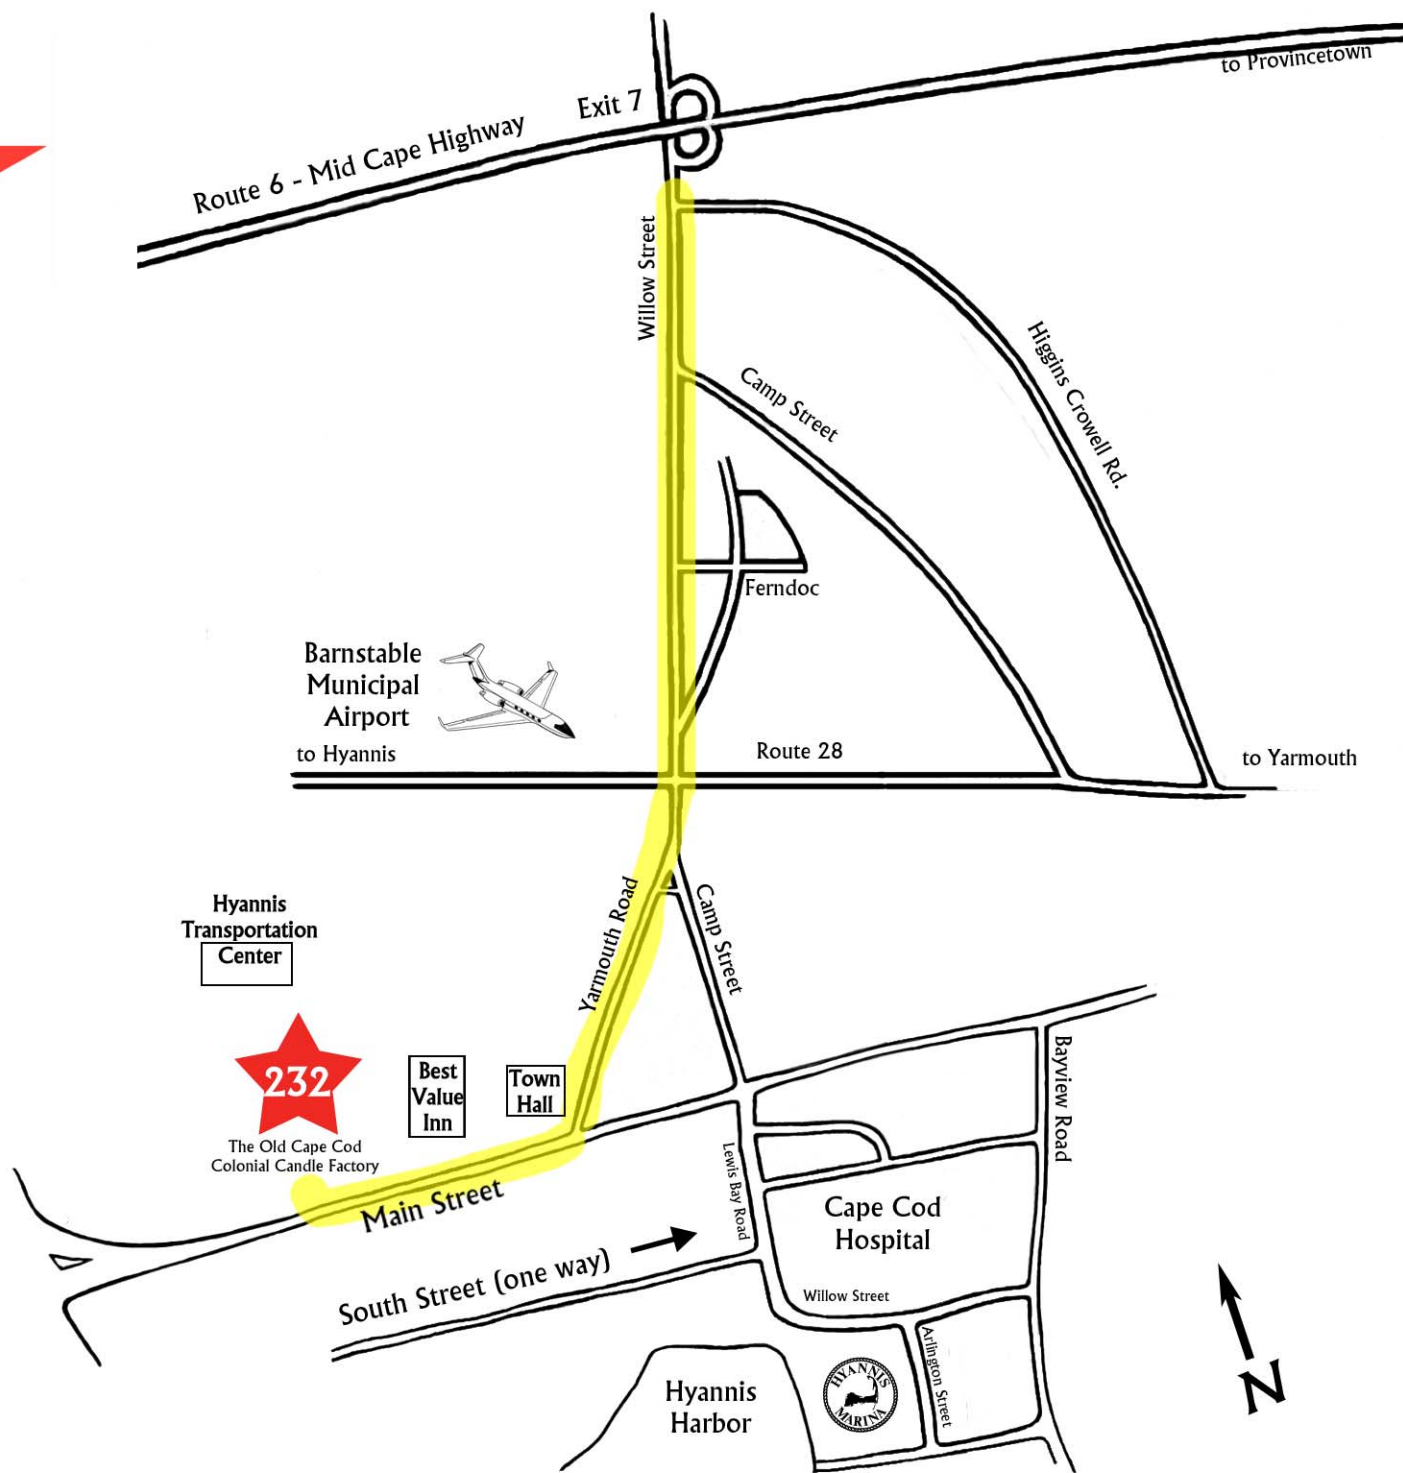 to Provincetown
Exit 7
Route 6 - Mid Cape Highway
Willow Street
Higgins Crowell Rd.
Camp Street
Ferndoc
Barnstable
Municipal
Airport
to Hyannis
Route 28
to Yarmouth
Hyannis
Transportation
Center
Yarmouth Road
Camp Street
232
The Old Cape Cod
Colonial Candle Factory
Best
Value
Inn
Town
Hall
Bayview Road
Main Street
Lewis Bay Road
Cape Cod
Hospital
South Street (one way)
Willow Street
Arlington Street
Hyannis
Harbor
HYANNIS
MARINA
N